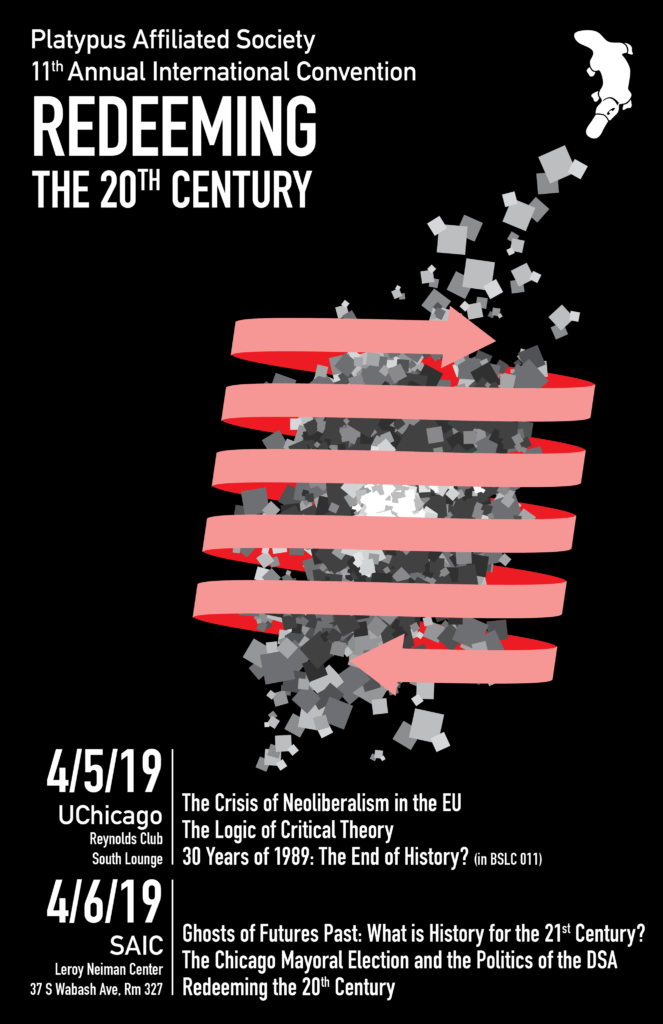 Platypus Affiliated Society
11th Annual International Convention
REDEEMING
THE 20TH CENTURY
4/5/19
UChicago
Reynolds Club
South Lounge
The Crisis of Neoliberalism in the EU
The Logic of Critical Theory
30 Years of 1989: The End of History? (in BSLC 011)
4/6/19
SAIC
Leroy Neiman Center
37 S Wabash Ave, Rm 327
Ghosts of Futures Past: What is History for the 21st Century?
The Chicago Mayoral Election and the Politics of the DSA
Redeeming the 20th Century